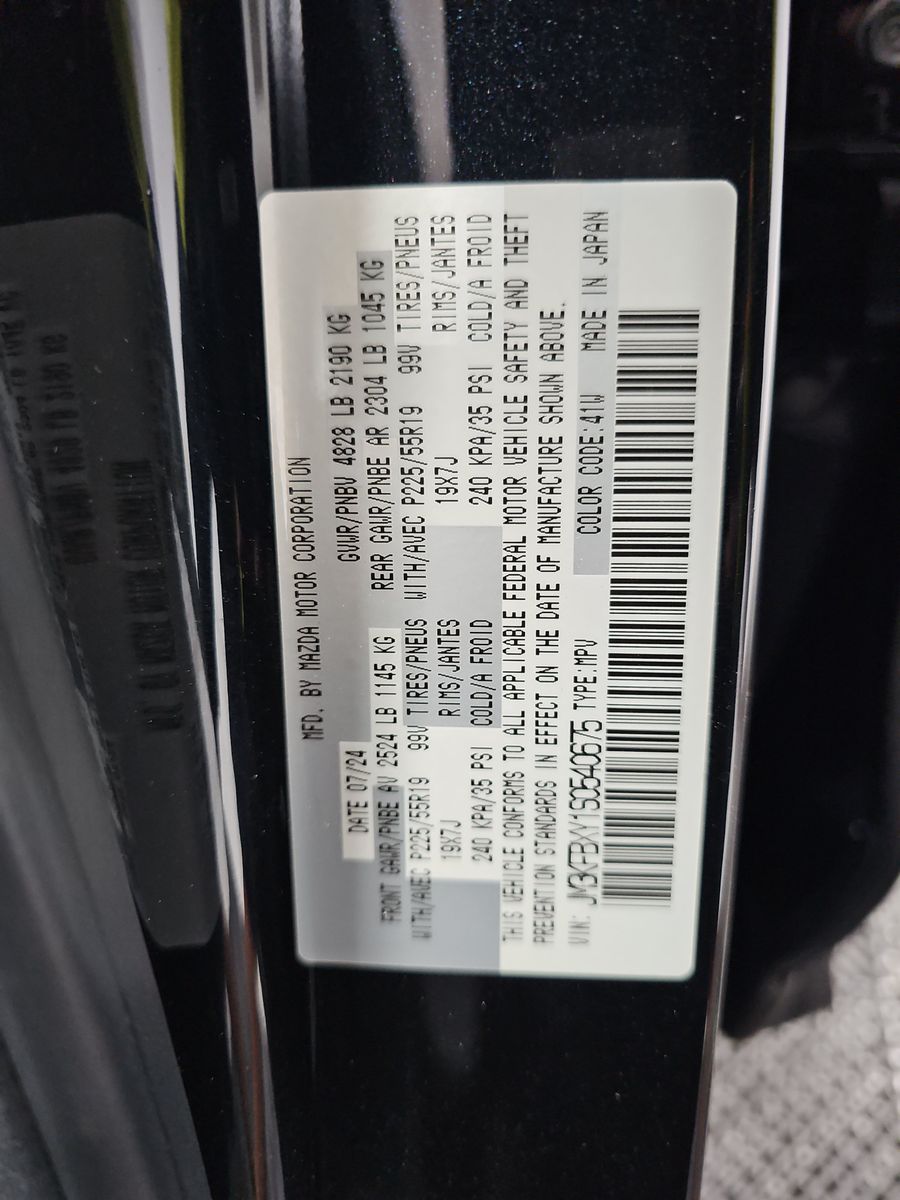 MFD. BY MAZDA MOTOR CORPORATION
DATE 07/24 GVWR/PNBV 4828 LB 2190 KG
FRONT GAWR/PNBE AV 2524 LB 1145 KG REAR GAWR/PNBE AR 2304 LB 1045 KG
WITH/AVEC P225/55R19 99V TIRES/PNEUS WITH/AVEC P225/55R19 99V TIRES/PNEUS
19X7J RIMS/JANTES 19X7J RIMS/JANTES
240 KPA/35 PSI COLD/A FROID 240 KPA/35 PSI COLD/A FROID
THIS VEHICLE CONFORMS TO ALL APPLICABLE FEDERAL MOTOR VEHICLE SAFETY AND THEFT
PREVENTION STANDARDS IN EFFECT ON THE DATE OF MANUFACTURE SHOWN ABOVE.
VIN: JM3KFBXY1S0540675 TYPE:MPV COLOR CODE:41W MADE IN JAPAN